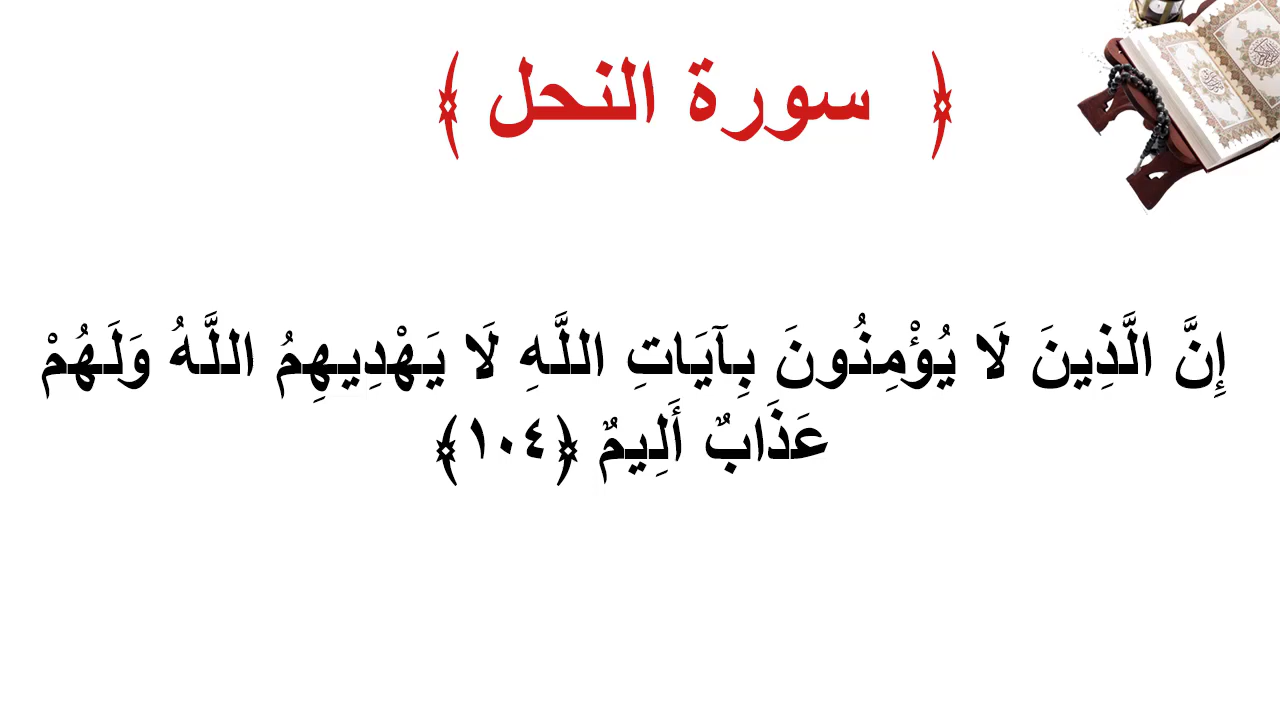 ﴿ سورة النحل ﴾
إِنَّ الَّذِينَ لَا يُؤْمِنُونَ بِآيَاتِ اللَّهِ لَا يَهْدِيهِمُ اللَّهُ وَلَهُمْ
عَذَابٌ أَلِيمٌ ﴿١٠٤﴾